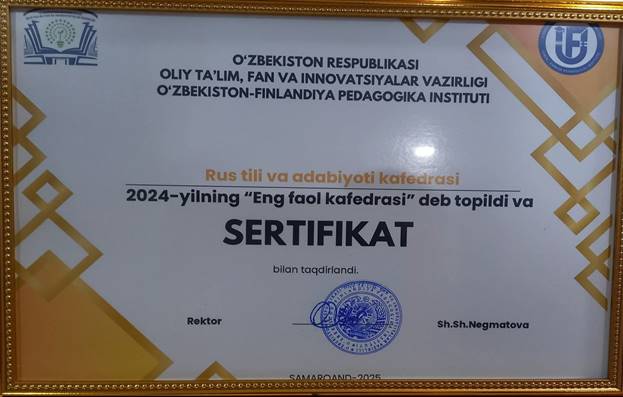 O‘ZBEKISTON RESPUBLIKASI
OLIY TA’LIM, FAN VA INNOVATSIYALAR VAZIRLIGI
O‘ZBEKISTON-FINLANDIYA PEDAGOGIKA INSTITUTI
Rus tili va adabiyoti kafedrasi
2024-yilning “Eng faol kafedrasi” deb topildi va
SERTIFIKAT
bilan taqdirlandi.
Rektor
Sh.Sh.Negmatova
SAMARQAND-2025